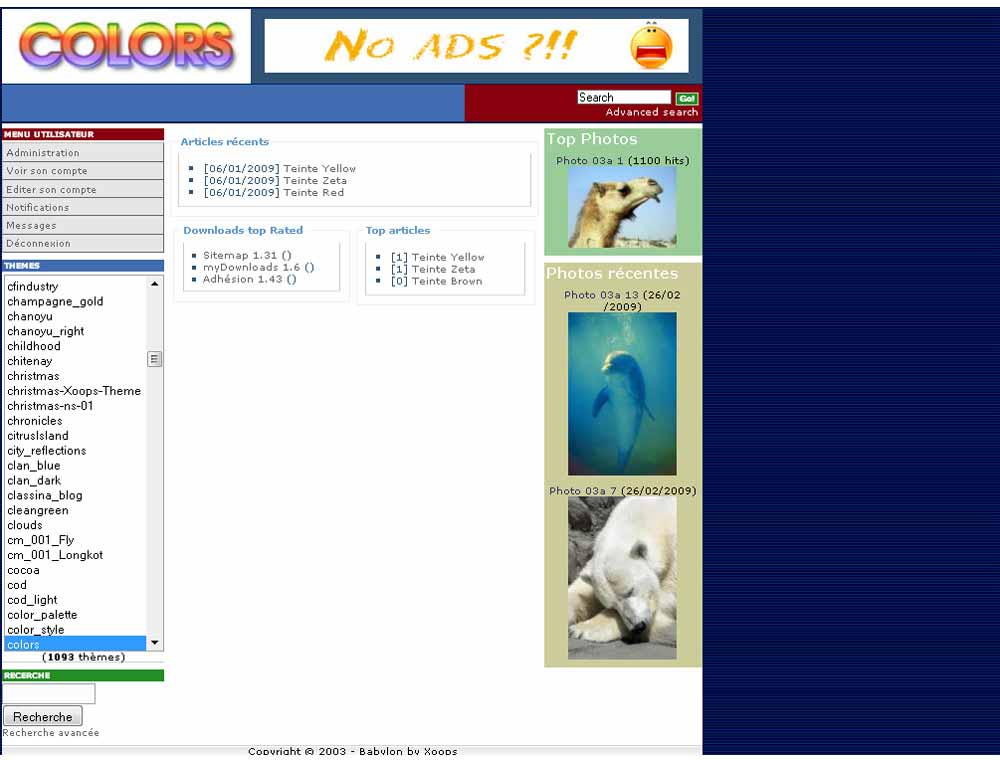 COLORS
No ADS ?!!
Search
Go!
Advanced search
MENU UTILISATEUR
Administration
Voir son compte
Editer son compte
Notifications
Messages
Déconnexion
THEMES
cfindustry
champagne_gold
chanoyu
chanoyu_right
childhood
chitenay
christmas
christmas-Xoops-Theme
christmas-ns-01
chronicles
citrusIsland
city_reflections
clan_blue
clan_dark
classina_blog
cleangreen
clouds
cm_001_Fly
cm_001_Longkot
cocoa
cod
cod_light
color_palette
color_style
colors
(1093 thèmes)
RECERCHE
Recherche
Recherche avancée
Articles récents
[06/01/2009] Teinte Yellow
[06/01/2009] Teinte Zeta
[06/01/2009] Teinte Red
Downloads top Rated
Sitemap 1.31 ()
myDownloads 1.6 ()
Adhésion 1.43 ()
Top articles
[1] Teinte Yellow
[1] Teinte Zeta
[0] Teinte Brown
Top Photos
Photo 03a 1 (1100 hits)
Photos récentes
Photo 03a 13 (26/02
/2009)
Photo 03a 7 (26/02/2009)
Copyright © 2003 - Babylon by Xoops